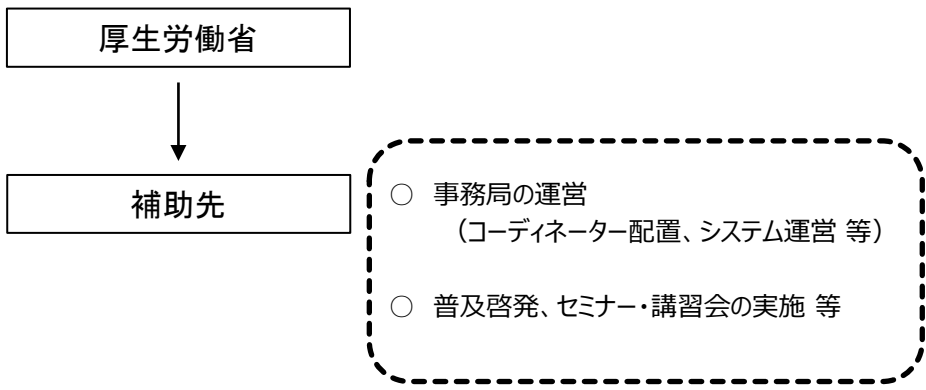 厚生労働省
補助先
○ 事務局の運営
（コーディネーター配置、システム運営 等）
○ 普及啓発、セミナー・講習会の実施 等